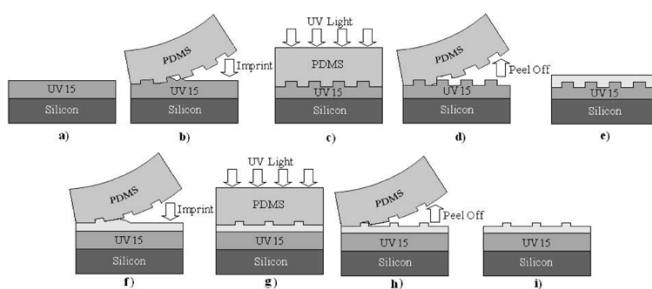 UV Light
UV Light
PDMS
Imprint
UV 15
Silicon
a)
UV 15
Silicon
b)
PDMS
UV 15
Silicon
c)
PDMS
Peel Off
UV 15
Silicon
d)
UV 15
Silicon
e)
PDMS
Imprint
UV 15
Silicon
f)
PDMS
UV 15
Silicon
g)
PDMS
Peel Off
UV 15
Silicon
h)
UV 15
Silicon
i)